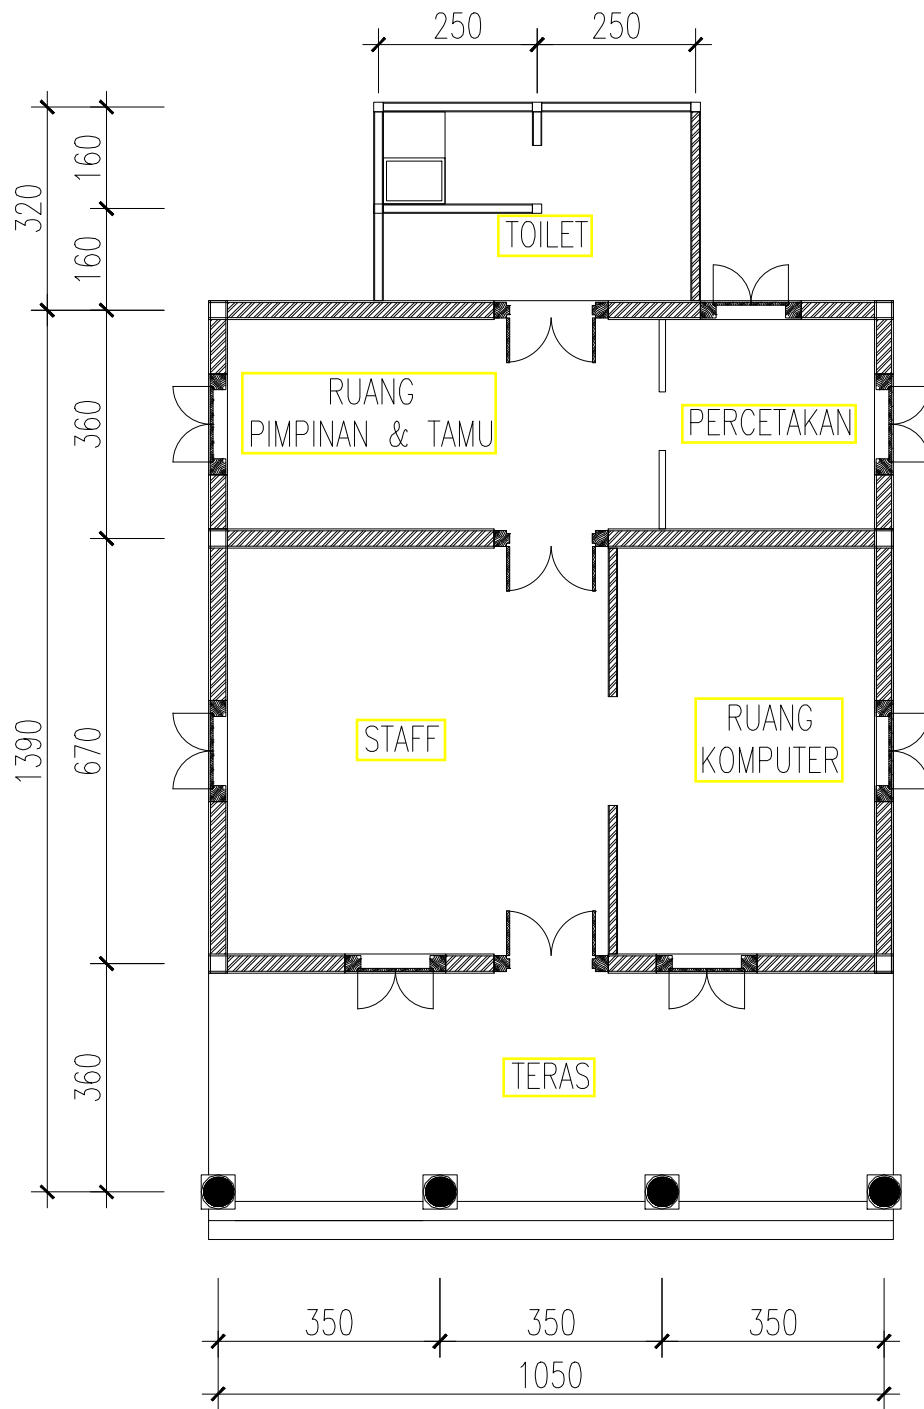 250 250
160
320
160
TOILET
RUANG
PIMPINAN & TAMU
360
PERCETAKAN
RUANG
KOMPUTER
STAFF
1390
670
TERAS
360
350 350 350
1050